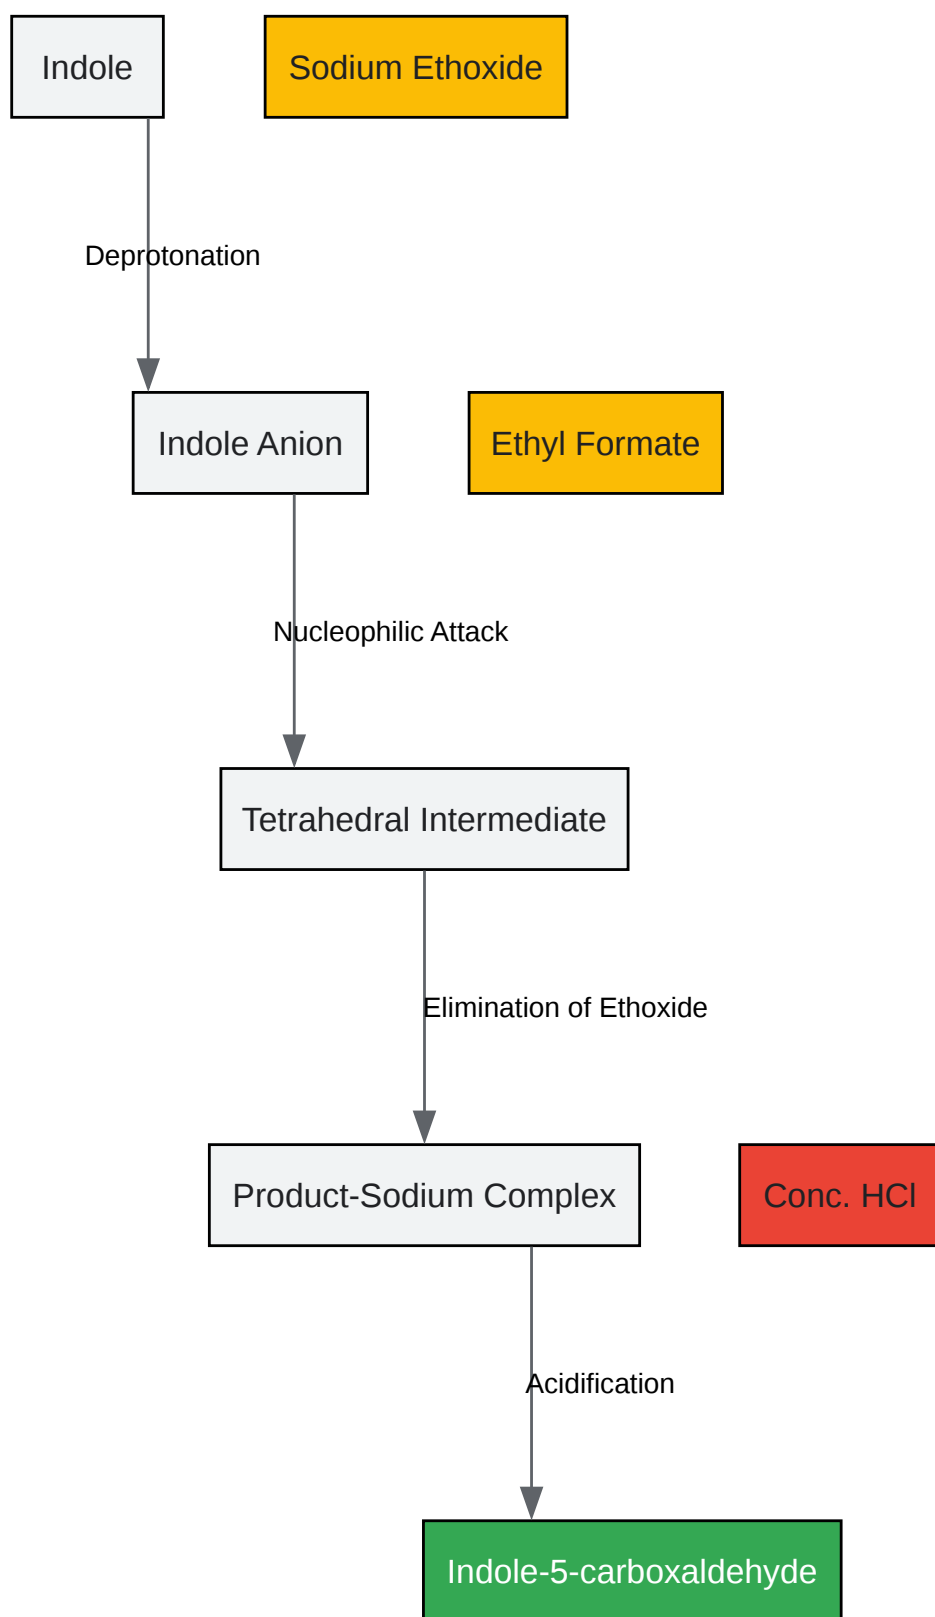 Indole
Sodium Ethoxide
Deprotonation
Indole Anion
Ethyl Formate
Nucleophilic Attack
Tetrahedral Intermediate
Elimination of Ethoxide
Product-Sodium Complex
Conc. HCl
Acidification
Indole-5-carboxaldehyde